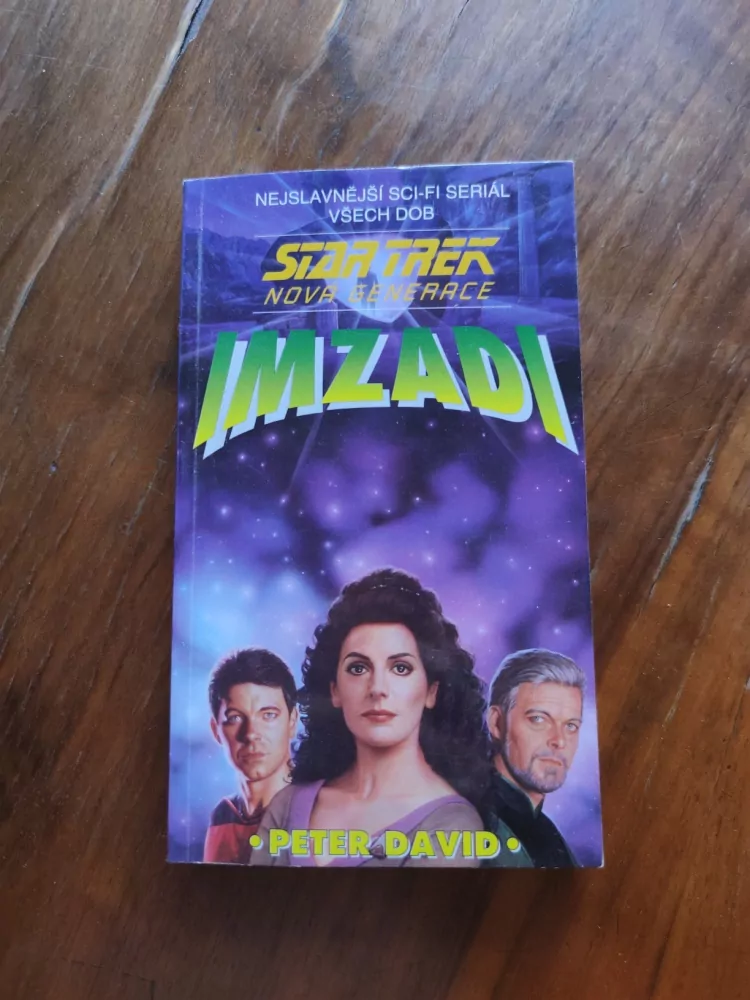 NEJSLAVNĚJŠÍ SCI-FI SERIÁL
VŠECH DOB
STAR TREK
NOVÁ GENERACE
IMZADI
• PETER DAVID •